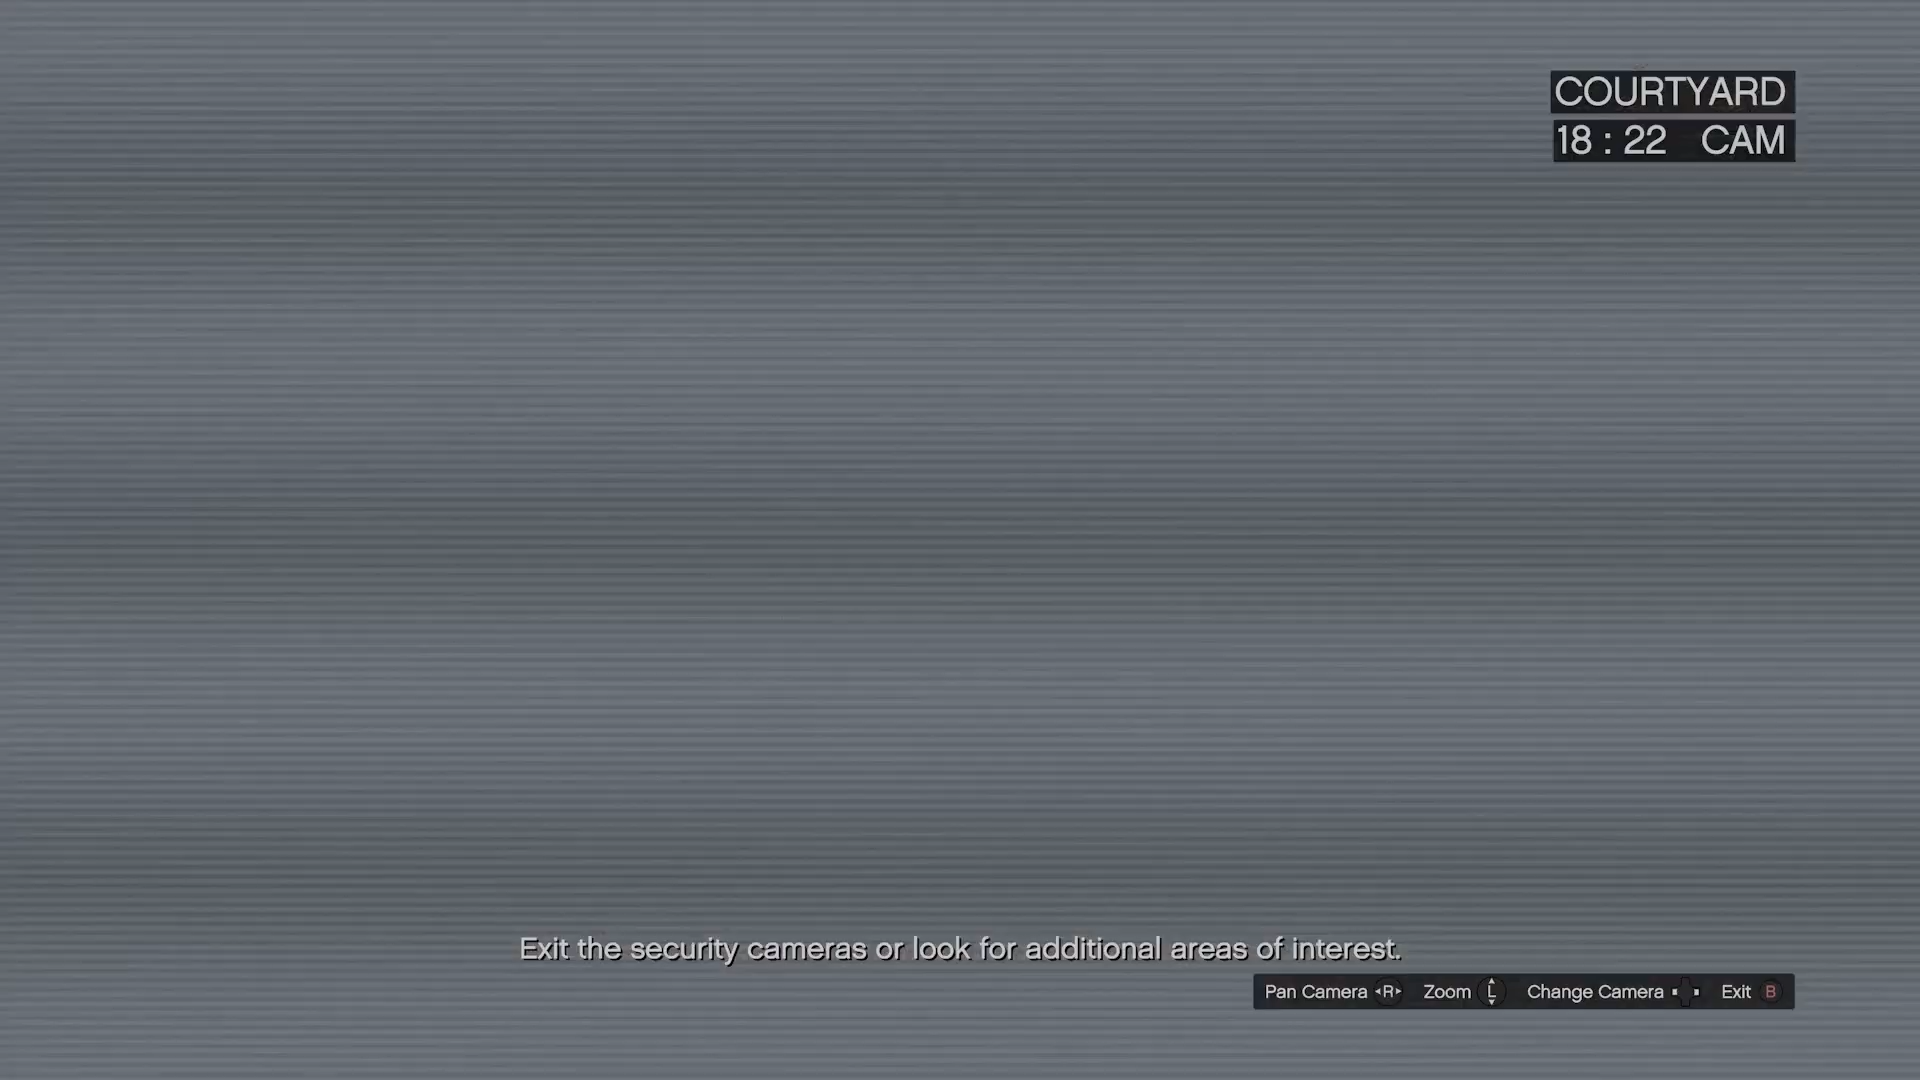 COURTYARD
18 : 22 CAM
Exit the security cameras or look for additional areas of interest.
Pan Camera R Zoom L Change Camera Exit B